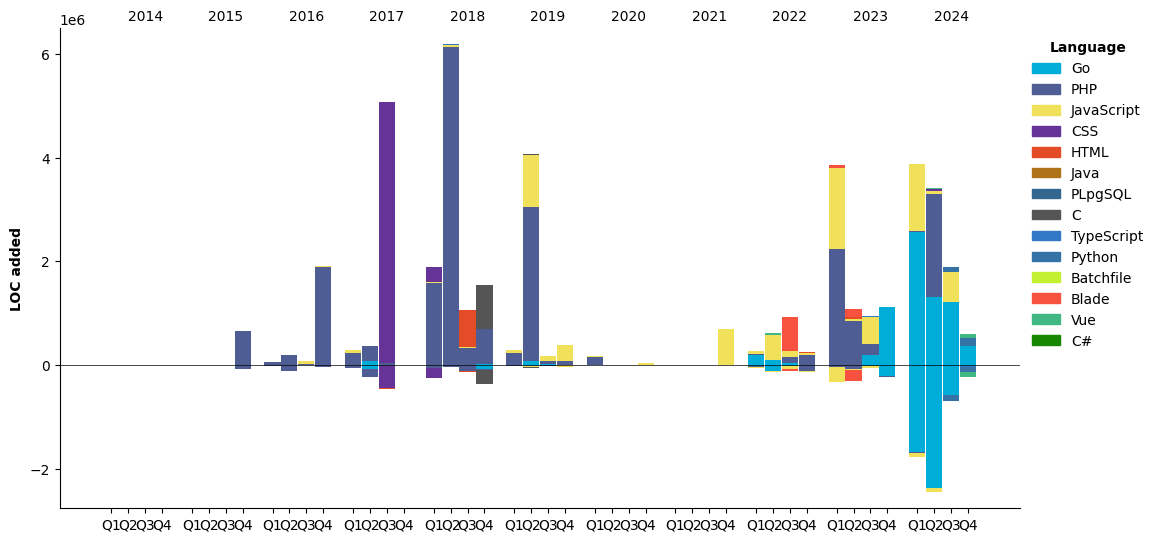 2014 2015 2016 2017 2018 2019 2020 2021 2022 2023 2024
1e6
6
4
2
0
−2
LOC added
Q1Q2Q3Q4 Q1Q2Q3Q4 Q1Q2Q3Q4 Q1Q2Q3Q4 Q1Q2Q3Q4 Q1Q2Q3Q4 Q1Q2Q3Q4 Q1Q2Q3Q4 Q1Q2Q3Q4 Q1Q2Q3Q4 Q1Q2Q3Q4
Language
Go
PHP
JavaScript
CSS
HTML
Java
PLpgSQL
C
TypeScript
Python
Batchfile
Blade
Vue
C#